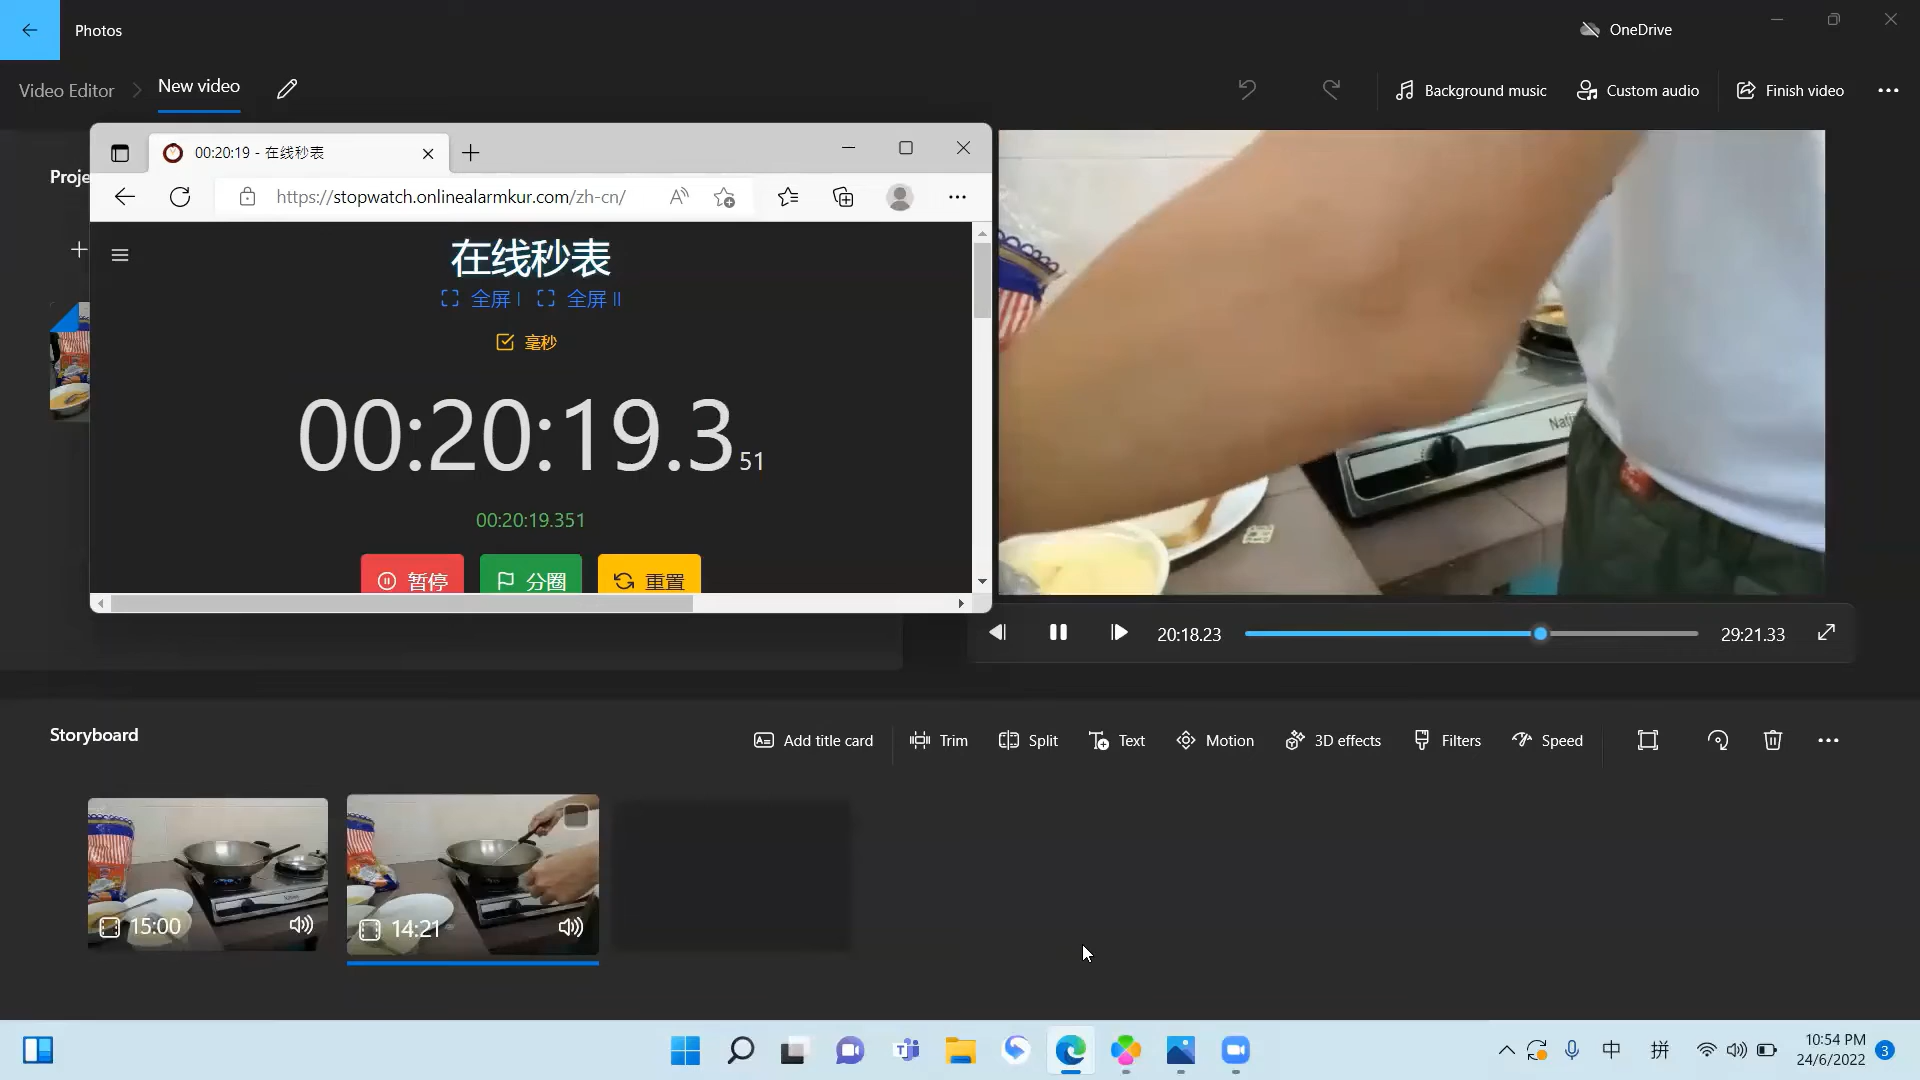 Photos
OneDrive
Video Editor
New video
Background music
Custom audio
Finish video
Proje
00:20:19 - 在线秒表
https://stopwatch.onlinealarmkur.com/zh-cn/
在线秒表
全屏 I
全屏 II
毫秒
00:20:19.351
00:20:19.351
暂停
分圈
重置
20:18.23
29:21.33
Storyboard
Add title card
Trim
Split
Text
Motion
3D effects
Filters
Speed
15:00
14:21
中
拼
10:54 PM
24/6/2022
3